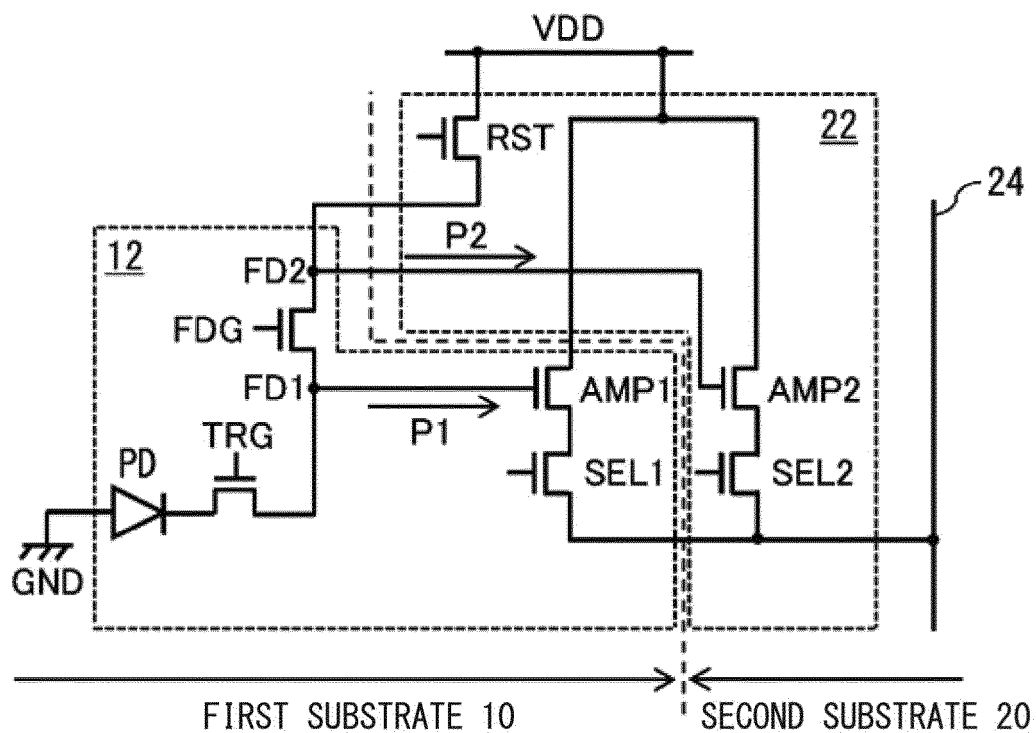 VDD
RST
22
24
12
P2
FD2
FDG
FD1
AMP1
AMP2
P1
TRG
PD
SEL1
SEL2
GND
FIRST SUBSTRATE 10
SECOND SUBSTRATE 20